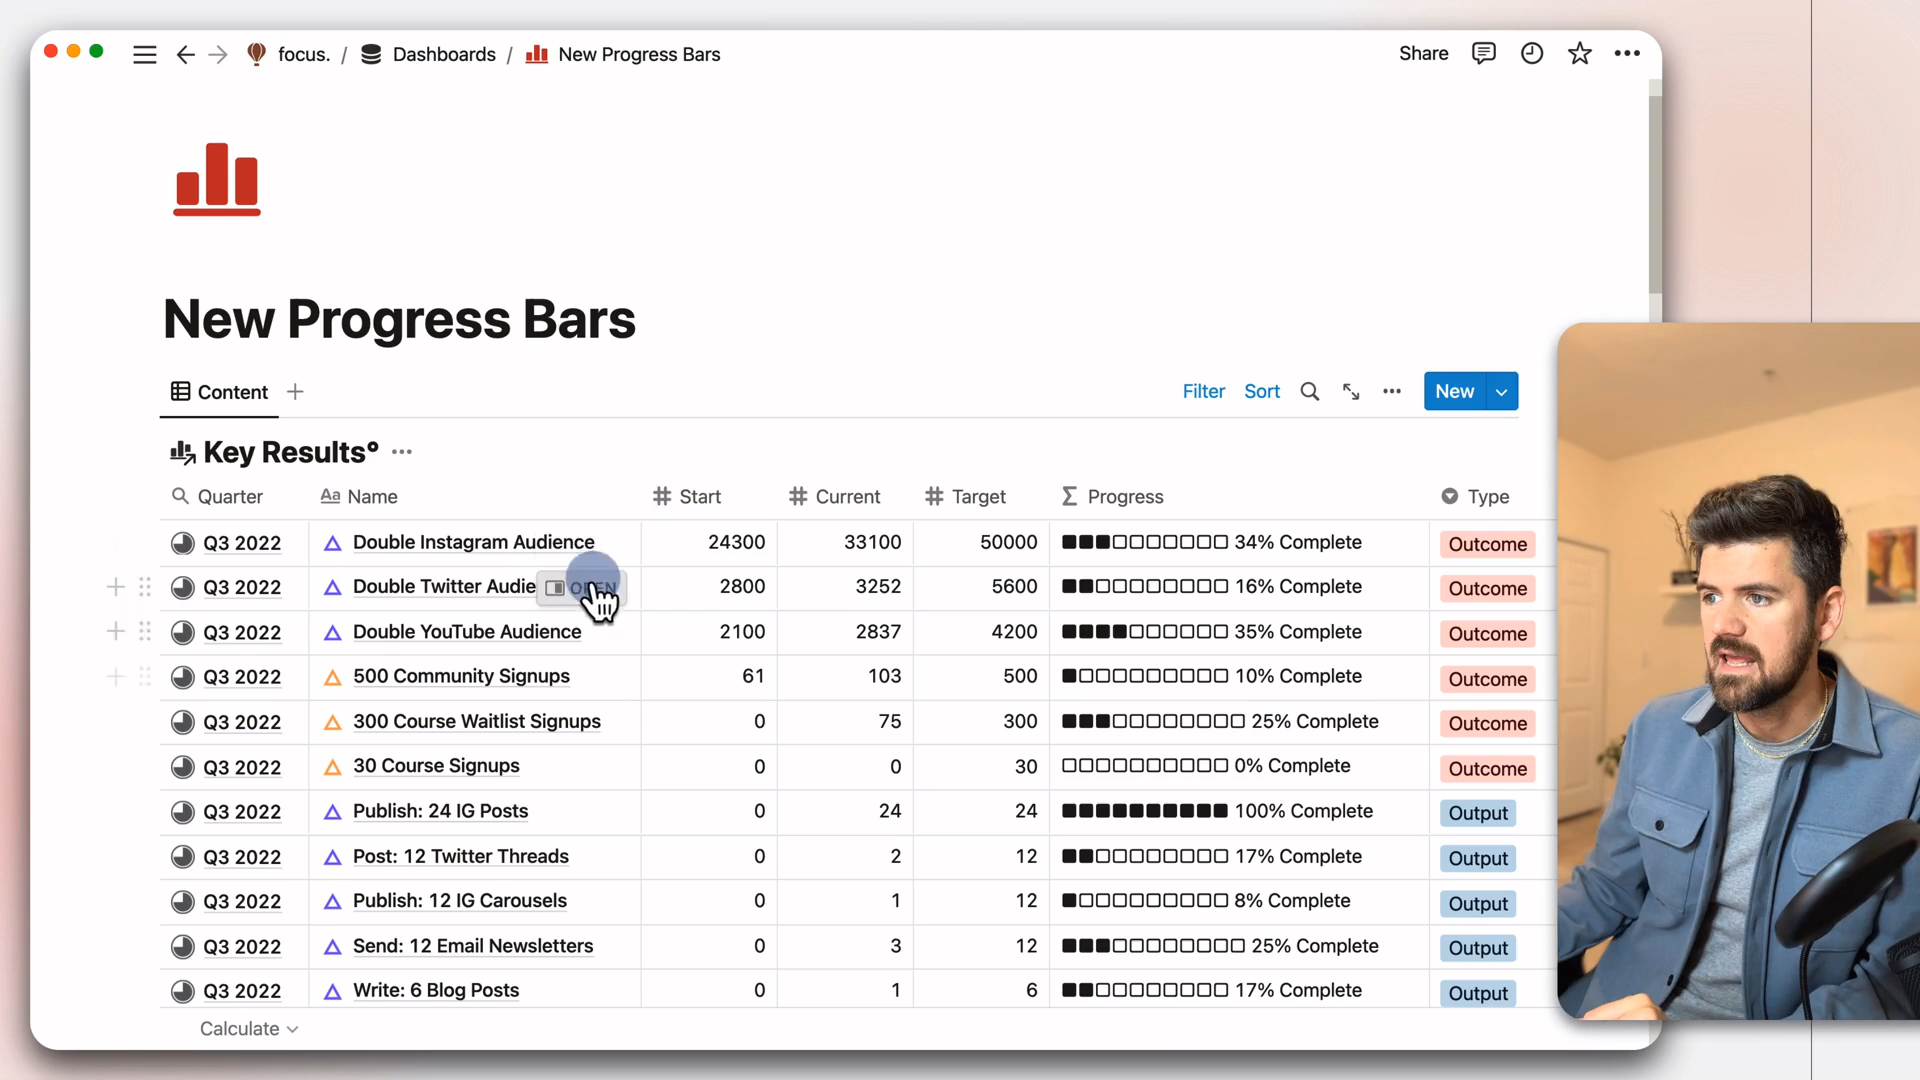 focus. / Dashboards / New Progress Bars Share
New Progress Bars
Content Filter Sort New
Key Results°
Quarter Aa Name Start Current Target Σ Progress Type
Q3 2022 Double Instagram Audience 24300 33100 50000 ■■■□□□□□□□ 34% Complete Outcome
Q3 2022 Double Twitter Audie OPEN 2800 3252 5600 ■■□□□□□□□□ 16% Complete Outcome
Q3 2022 Double YouTube Audience 2100 2837 4200 ■■■■□□□□□□ 35% Complete Outcome
Q3 2022 500 Community Signups 61 103 500 ■□□□□□□□□□ 10% Complete Outcome
Q3 2022 300 Course Waitlist Signups 0 75 300 ■■■□□□□□□□□ 25% Complete Outcome
Q3 2022 30 Course Signups 0 0 30 □□□□□□□□□□ 0% Complete Outcome
Q3 2022 Publish: 24 IG Posts 0 24 24 ■■■■■■■■■■ 100% Complete Output
Q3 2022 Post: 12 Twitter Threads 0 2 12 ■■□□□□□□□□ 17% Complete Output
Q3 2022 Publish: 12 IG Carousels 0 1 12 ■□□□□□□□□□ 8% Complete Output
Q3 2022 Send: 12 Email Newsletters 0 3 12 ■■■□□□□□□□□ 25% Complete Output
Q3 2022 Write: 6 Blog Posts 0 1 6 ■■□□□□□□□□ 17% Complete Output
Calculate